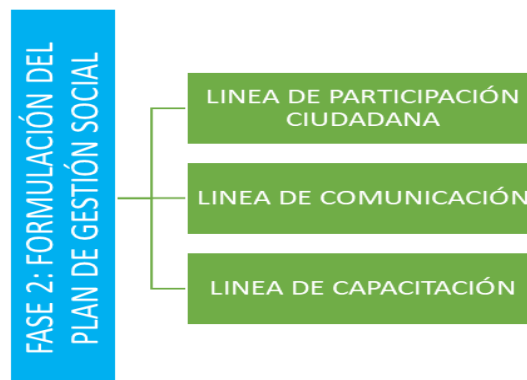 FASE 2: FORMULACIÓN DEL
PLAN DE GESTIÓN SOCIAL
LINEA DE PARTICIPACIÓN
CIUDADANA
LINEA DE COMUNICACIÓN
LINEA DE CAPACITACIÓN